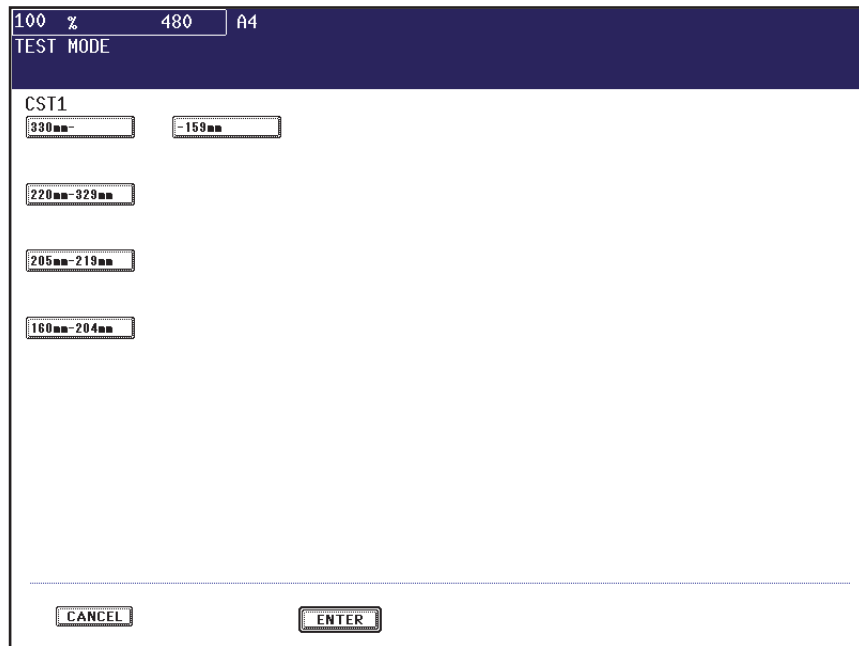 100 % 480 A4
TEST MODE
CST1
330mm- -159mm
220mm-329mm
205mm-219mm
160mm-204mm
CANCEL ENTER